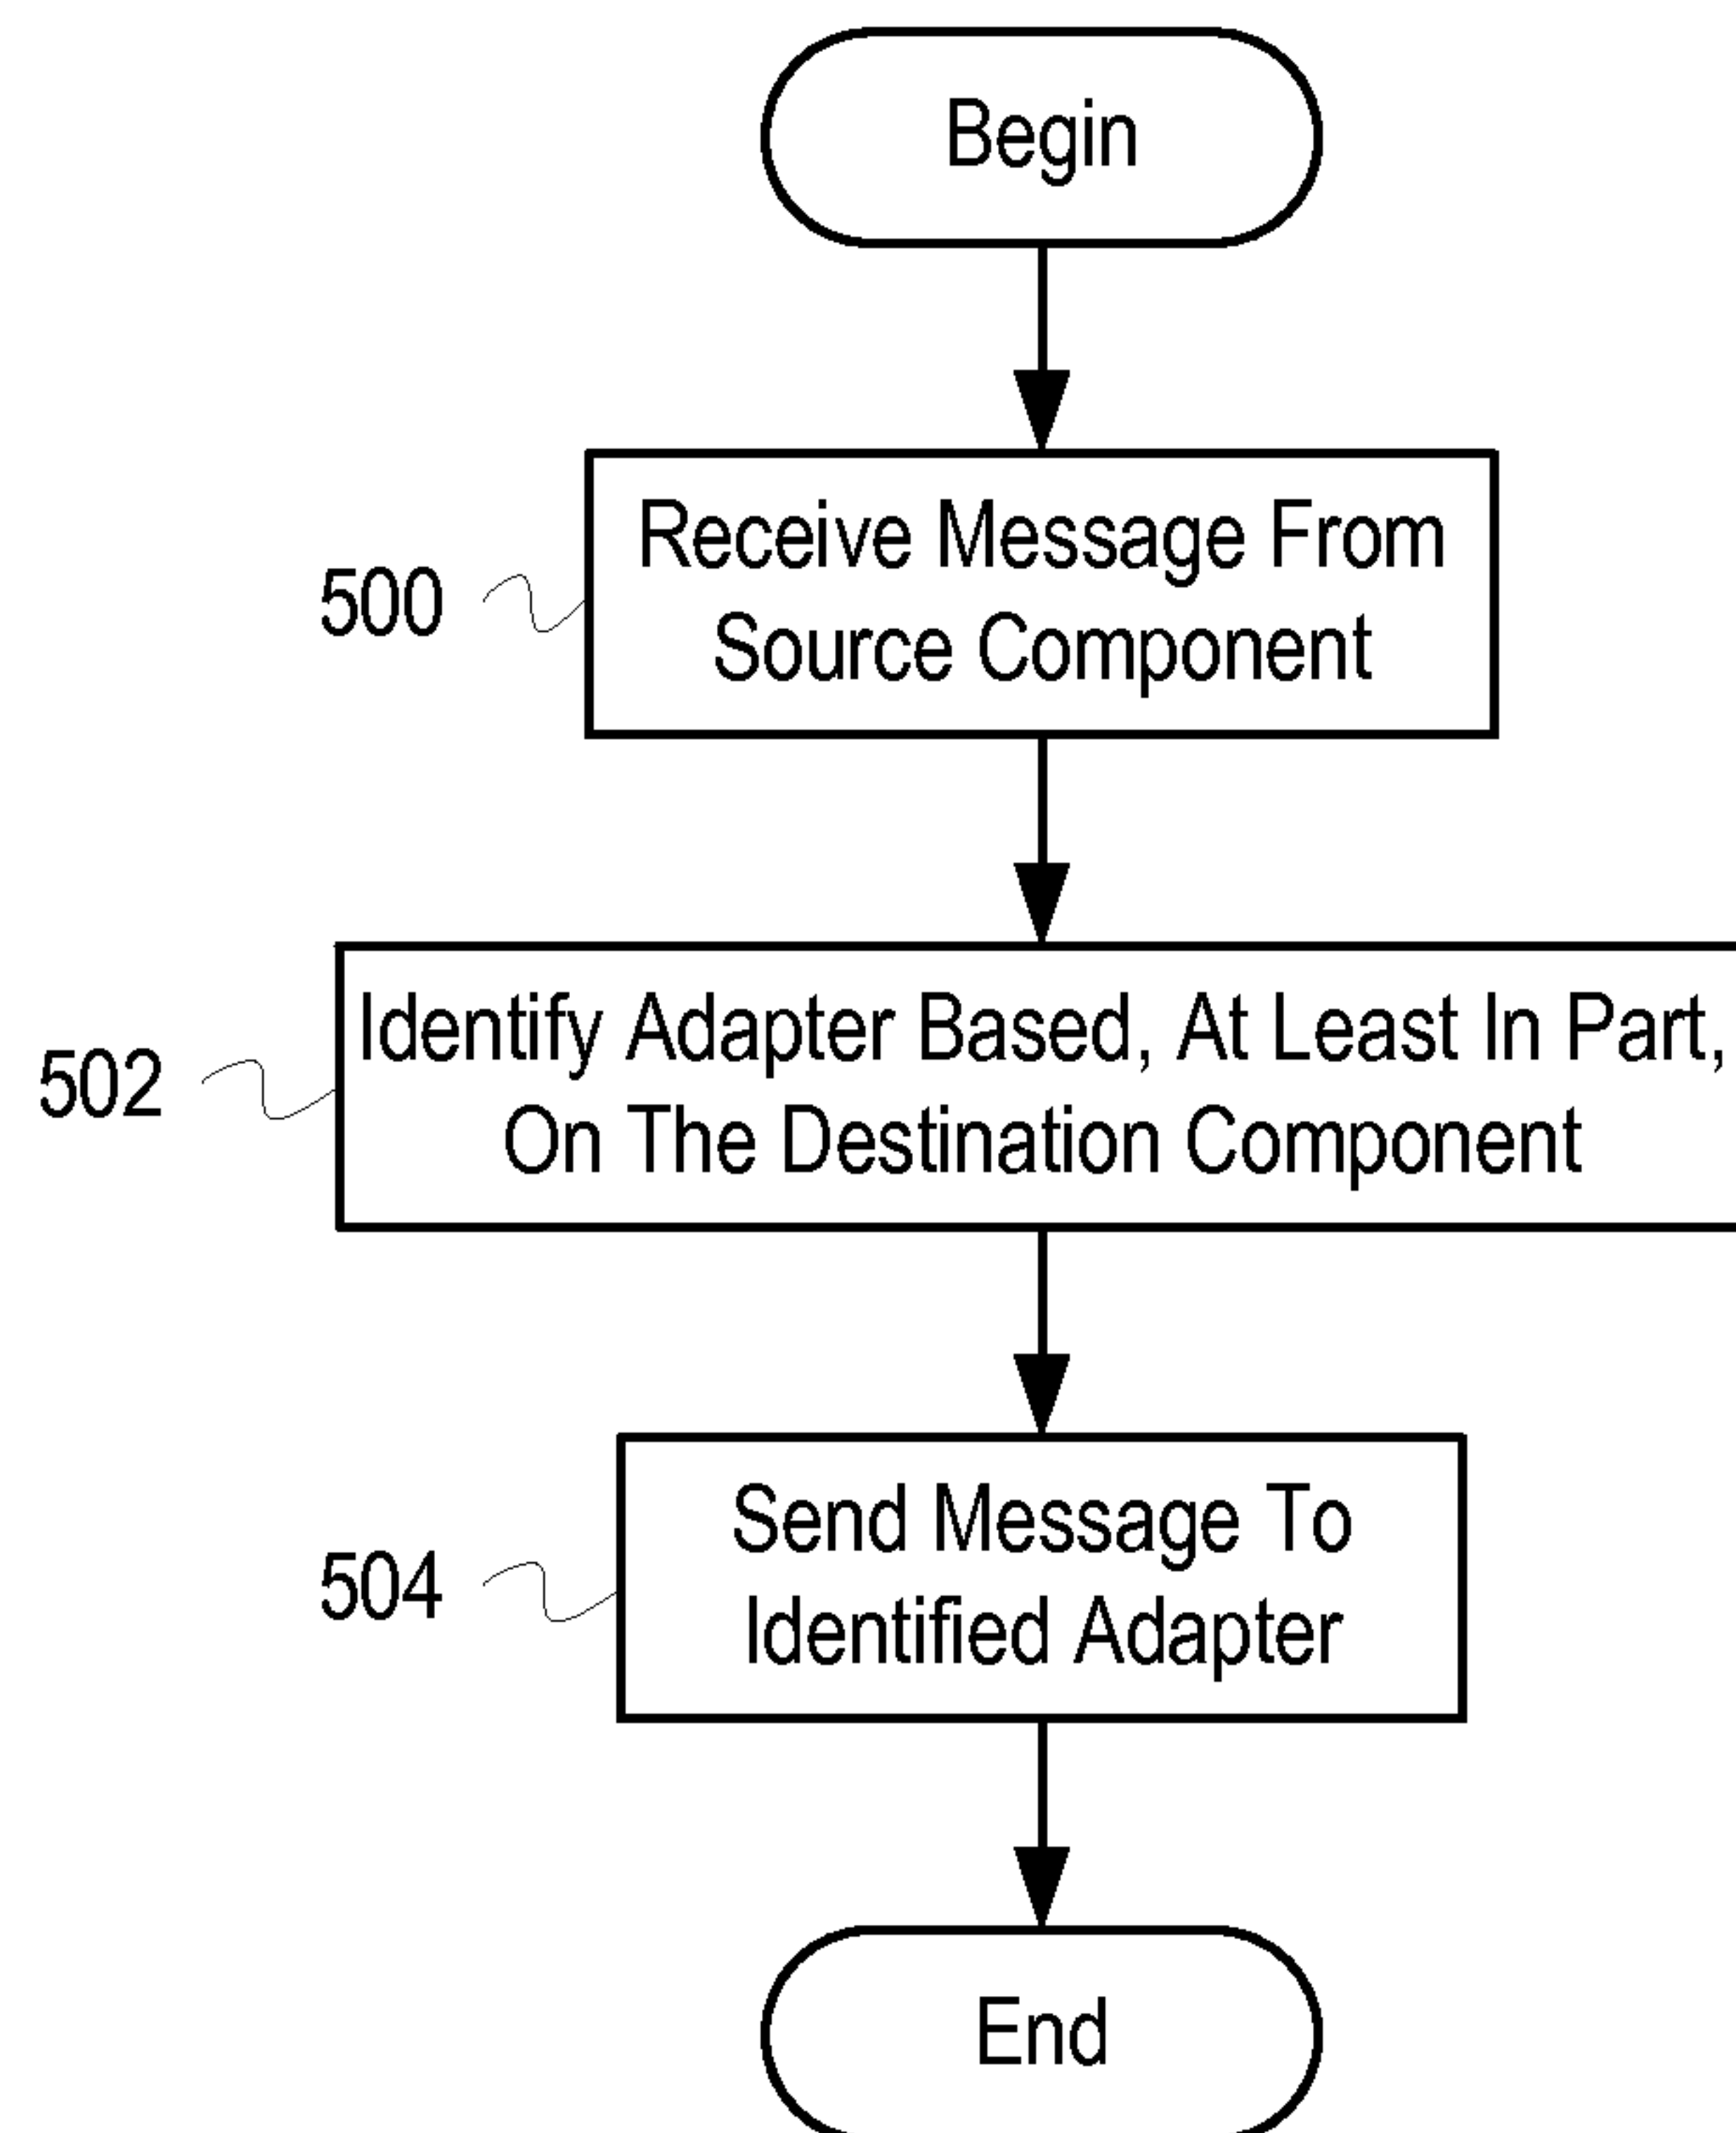 Begin
Receive Message From
Source Component
500
Identify Adapter Based, At Least In Part,
On The Destination Component
502
Send Message To
Identified Adapter
504
End